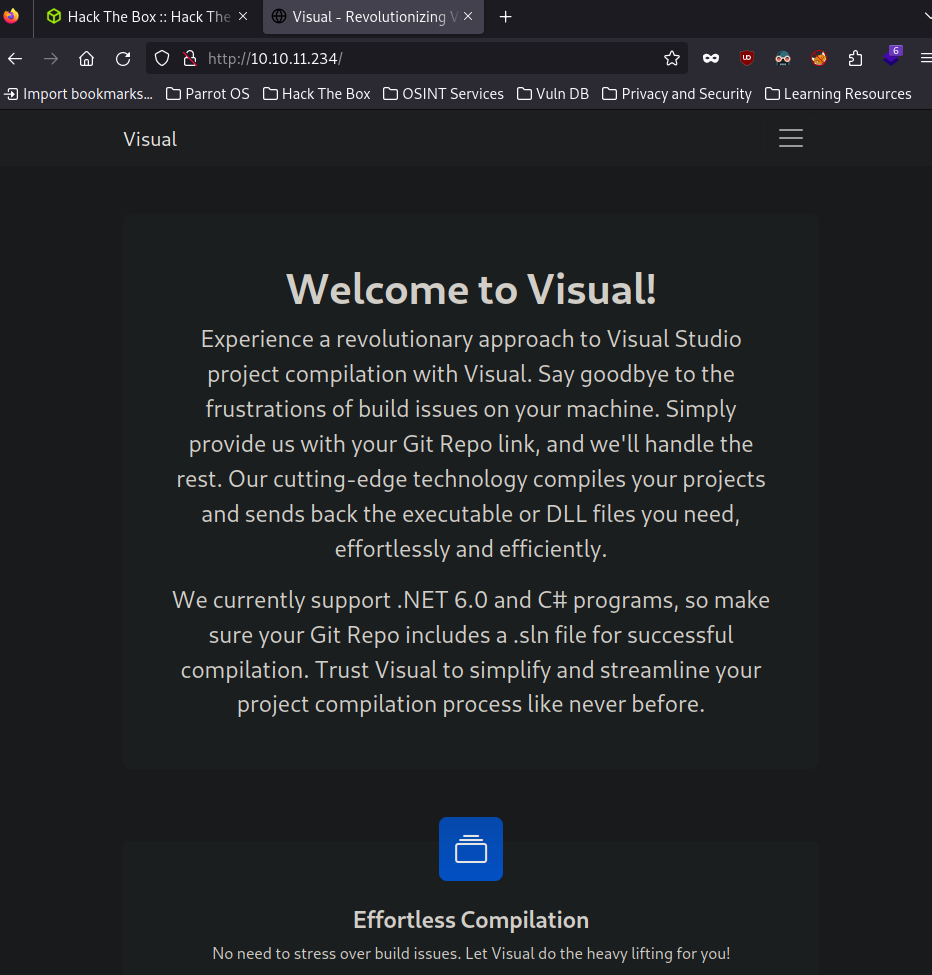 Hack The Box :: Hack The
Visual - Revolutionizing V
http://10.10.11.234/
UD
6
Import bookmarks...
Parrot OS
Hack The Box
OSINT Services
Vuln DB
Privacy and Security
Learning Resources
Visual
Welcome to Visual!
Experience a revolutionary approach to Visual Studio
project compilation with Visual. Say goodbye to the
frustrations of build issues on your machine. Simply
provide us with your Git Repo link, and we'll handle the
rest. Our cutting-edge technology compiles your projects
and sends back the executable or DLL files you need,
effortlessly and efficiently.
We currently support .NET 6.0 and C# programs, so make
sure your Git Repo includes a .sln file for successful
compilation. Trust Visual to simplify and streamline your
project compilation process like never before.
Effortless Compilation
No need to stress over build issues. Let Visual do the heavy lifting for you!